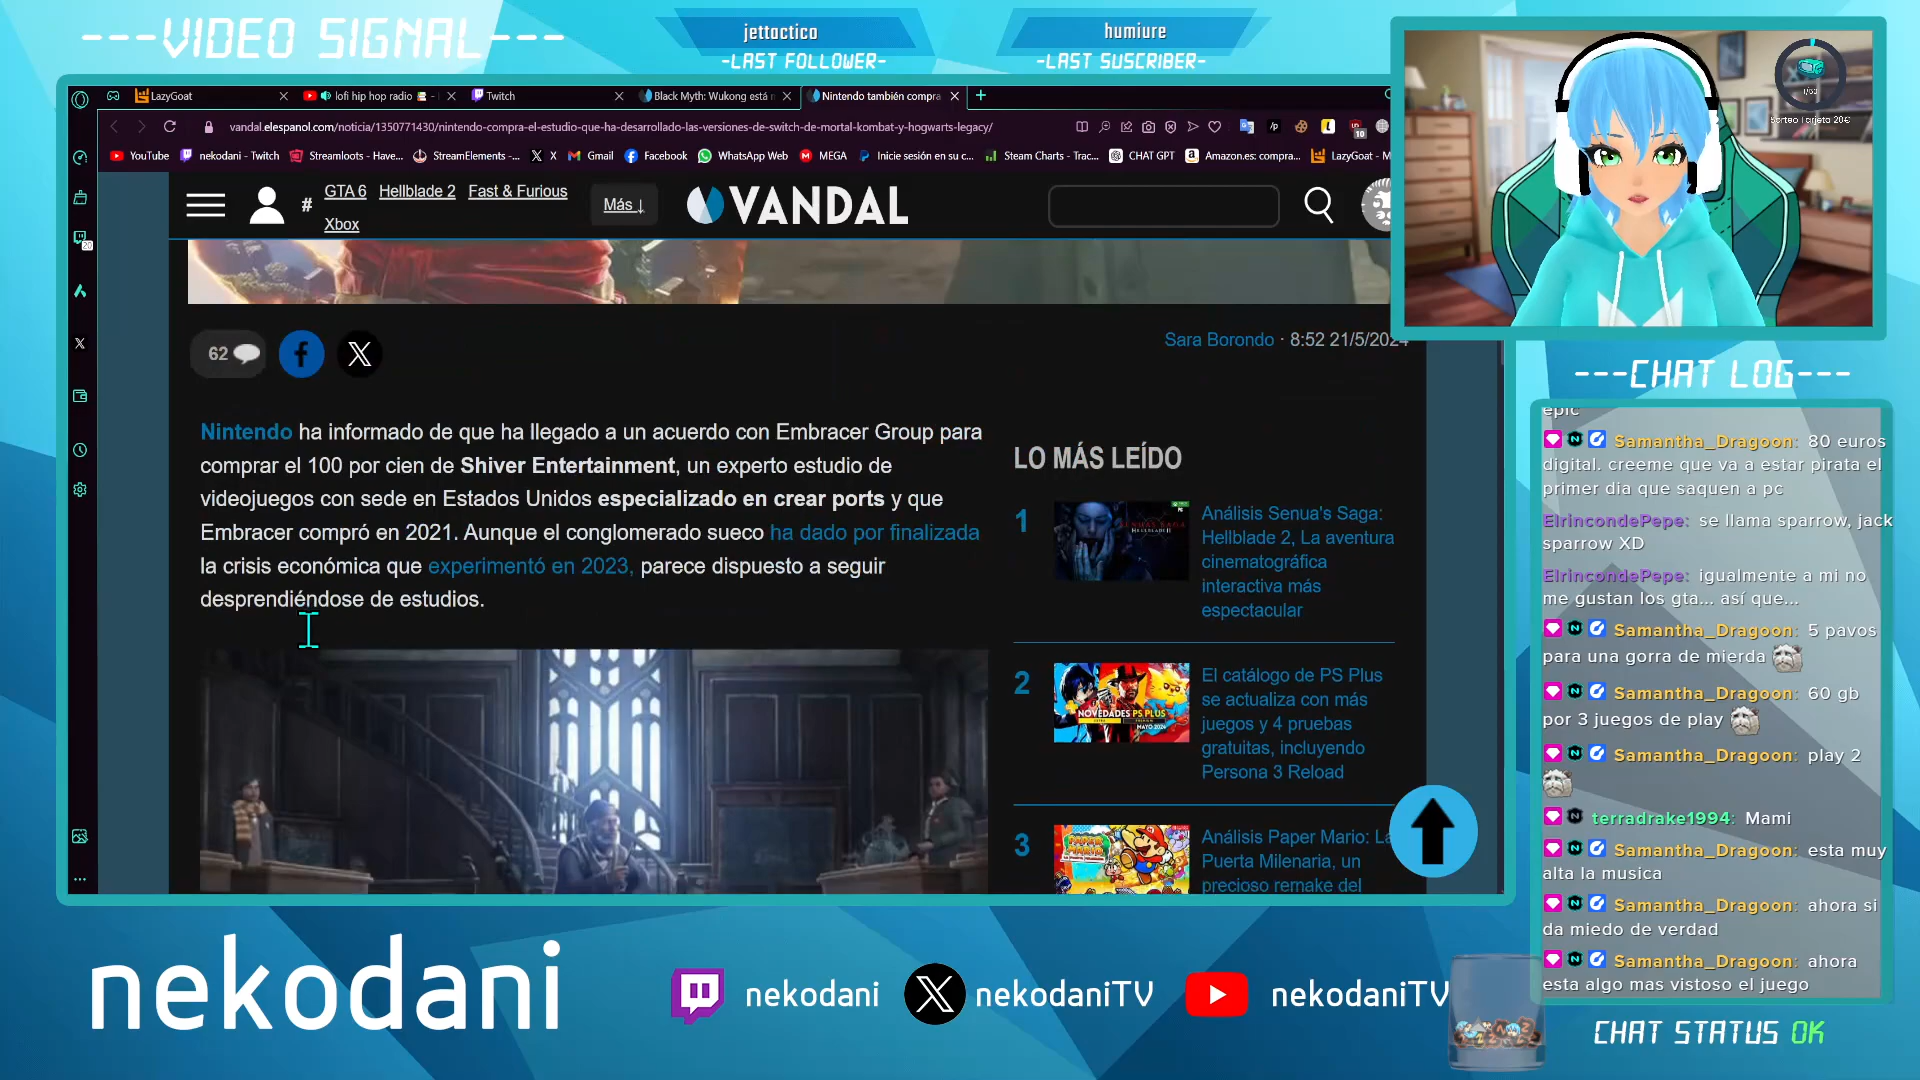 ---VIDEO SIGNAL---
jettactico
-LAST FOLLOWER-
humiure
-LAST SUSCRIBER-
LazyGoat
lofi hip hop radio
Twitch
Black Myth: Wukong está
Nintendo también compra
vandal.elespanol.com/noticia/1350771430/nintendo-compra-el-estudio-que-ha-desarrollado-las-versiones-de-switch-de-mortal-kombat-y-hogwarts-legacy/
10
YouTube
nekodani - Twitch
Streamloots - Have...
StreamElements -...
X
Gmail
Facebook
WhatsApp Web
MEGA
Inicie sesión en su c...
Steam Charts - Trac...
CHAT GPT
Amazon.es: compra...
LazyGoat - M
20
#
GTA 6
Hellblade 2
Fast & Furious
Xbox
Más ↓
VANDAL
62
Sara Borondo · 8:52 21/5/2024
Nintendo ha informado de que ha llegado a un acuerdo con Embracer Group para
comprar el 100 por cien de Shiver Entertainment, un experto estudio de
videojuegos con sede en Estados Unidos especializado en crear ports y que
Embracer compró en 2021. Aunque el conglomerado sueco ha dado por finalizada
la crisis económica que experimentó en 2023, parece dispuesto a seguir
desprendiéndose de estudios.
LO MÁS LEÍDO
1
Análisis Senua's Saga:
Hellblade 2, La aventura
cinematográfica
interactiva más
espectacular
2
NOVEDADES PS PLUS
MAYO 2024
El catálogo de PS Plus
se actualiza con más
juegos y 4 pruebas
gratuitas, incluyendo
Persona 3 Reload
3
Análisis Paper Mario: La
Puerta Milenaria, un
precioso remake del
1/50
Sorteo Tarjeta 20€
---CHAT LOG---
epic
Samantha_Dragoon: 80 euros
digital. creeme que va a estar pirata el
primer dia que saquen a pc
ElrincondePepe: se llama sparrow, jack
sparrow XD
ElrincondePepe: igualmente a mi no
me gustan los gta... así que...
Samantha_Dragoon: 5 pavos
para una gorra de mierda
Samantha_Dragoon: 60 gb
por 3 juegos de play
Samantha_Dragoon: play 2
terradrake1994: Mami
Samantha_Dragoon: esta muy
alta la musica
Samantha_Dragoon: ahora si
da miedo de verdad
Samantha_Dragoon: ahora
esta algo mas vistoso el juego
CHAT STATUS OK
nekodani
nekodani
nekodaniTV
nekodaniTV